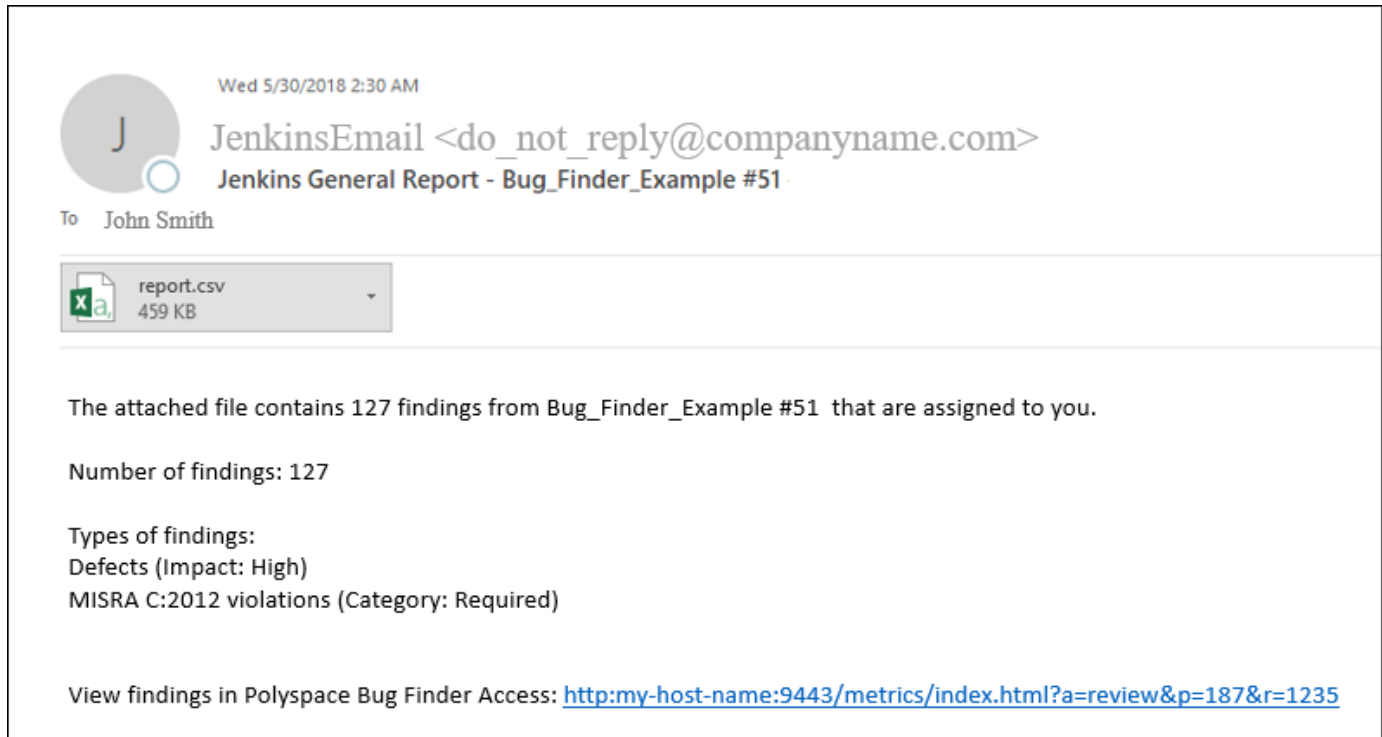 Wed 5/30/2018 2:30 AM
J
JenkinsEmail <do_not_reply@companyname.com>
Jenkins General Report - Bug_Finder_Example #51
To John Smith
report.csv
459 KB
The attached file contains 127 findings from Bug_Finder_Example #51  that are assigned to you.
Number of findings: 127
Types of findings:
Defects (Impact: High)
MISRA C:2012 violations (Category: Required)
View findings in Polyspace Bug Finder Access: http:my-host-name:9443/metrics/index.html?a=review&p=187&r=1235